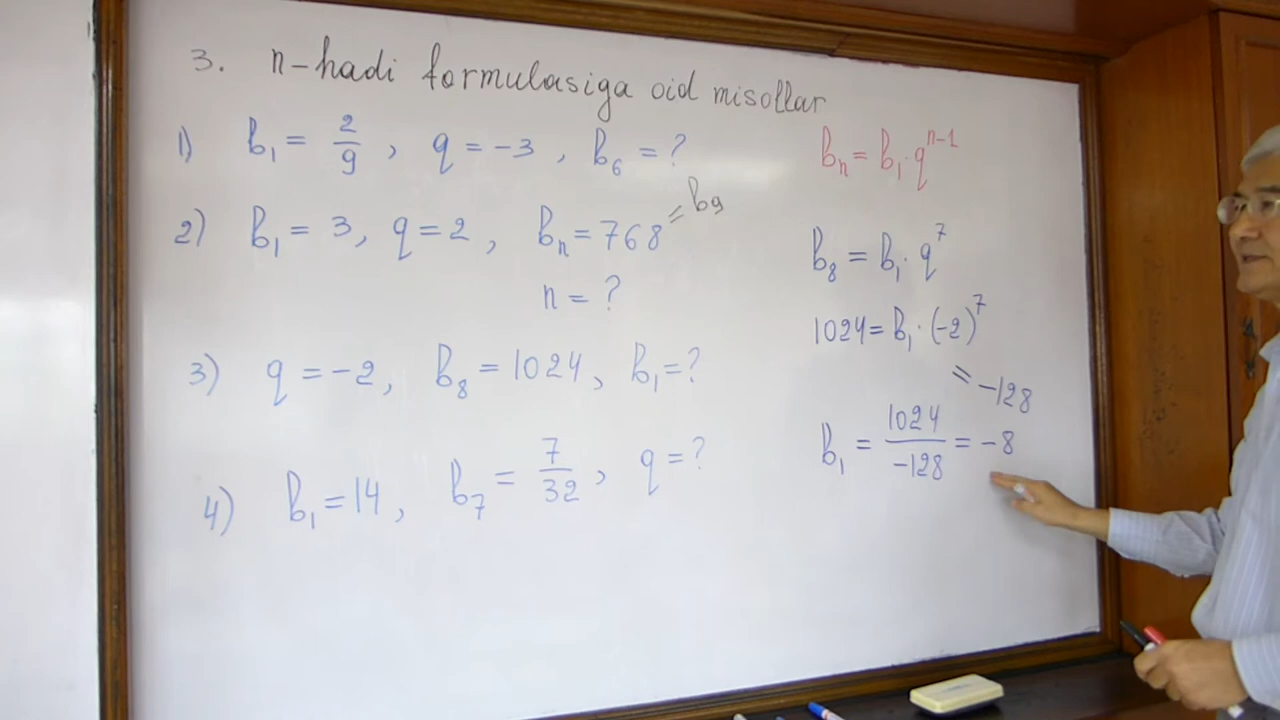 3. n-hadi formulasiga oid misollar
1) b₁ = 2/9, q = -3, b₆ = ?
2) b₁ = 3, q = 2, bₙ = 768 = b₉
n = ?
3) q = -2, b₈ = 1024, b₁ = ?
4) b₁ = 14, b₇ = 7/32, q = ?
bₙ = b₁ · qⁿ⁻¹
b₈ = b₁ · q⁷
1024 = b₁ · (-2)⁷
= -128
b₁ = 1024/-128 = -8